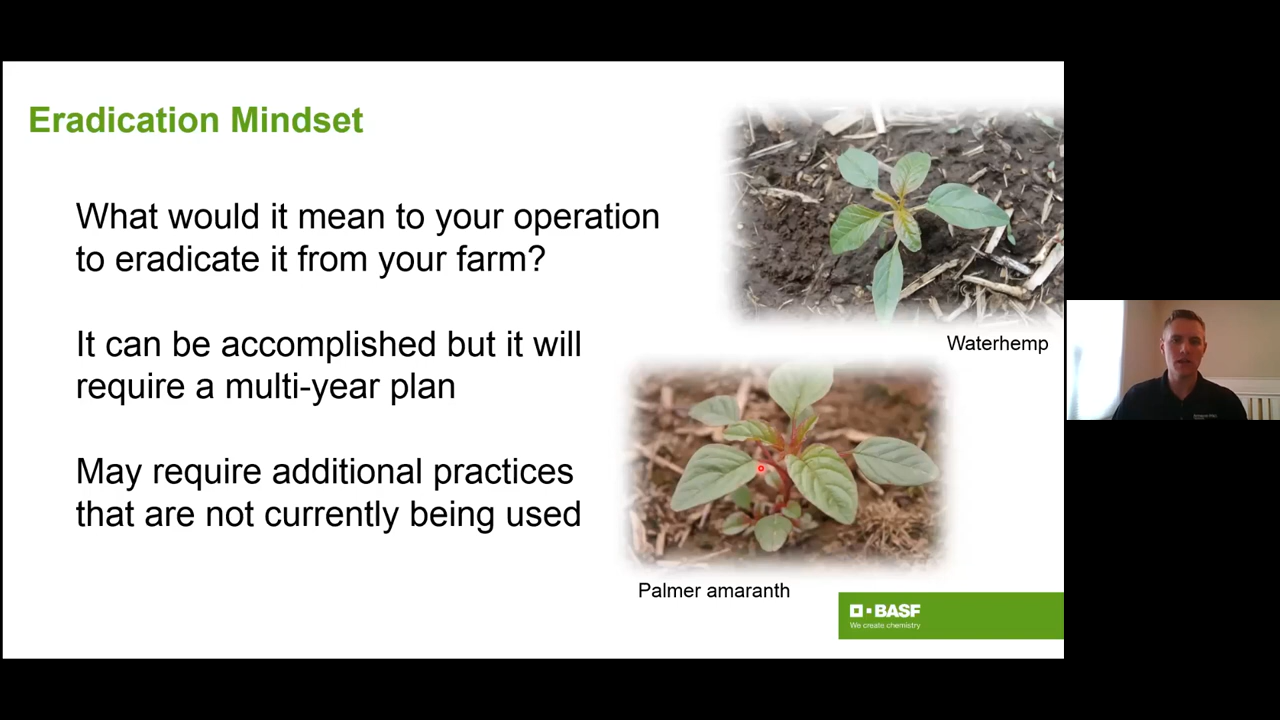 Eradication Mindset
What would it mean to your operation
to eradicate it from your farm?
It can be accomplished but it will
require a multi-year plan
May require additional practices
that are not currently being used
Waterhemp
Palmer amaranth
BASF
We create chemistry